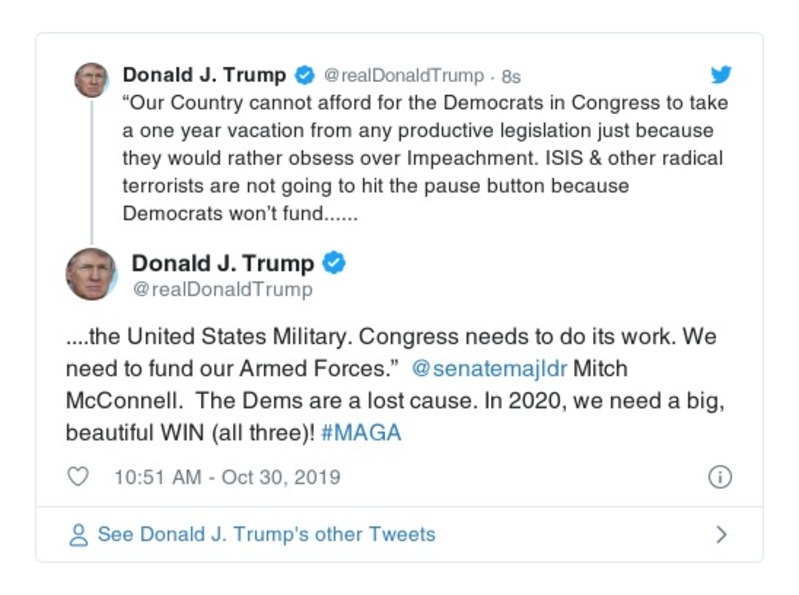 Donald J. Trump @realDonaldTrump · 8s
“Our Country cannot afford for the Democrats in Congress to take
a one year vacation from any productive legislation just because
they would rather obsess over Impeachment. ISIS & other radical
terrorists are not going to hit the pause button because
Democrats won’t fund......
Donald J. Trump
@realDonaldTrump
....the United States Military. Congress needs to do its work. We
need to fund our Armed Forces.”  @senatemajldr Mitch
McConnell.  The Dems are a lost cause. In 2020, we need a big,
beautiful WIN (all three)! #MAGA
10:51 AM - Oct 30, 2019
See Donald J. Trump's other Tweets